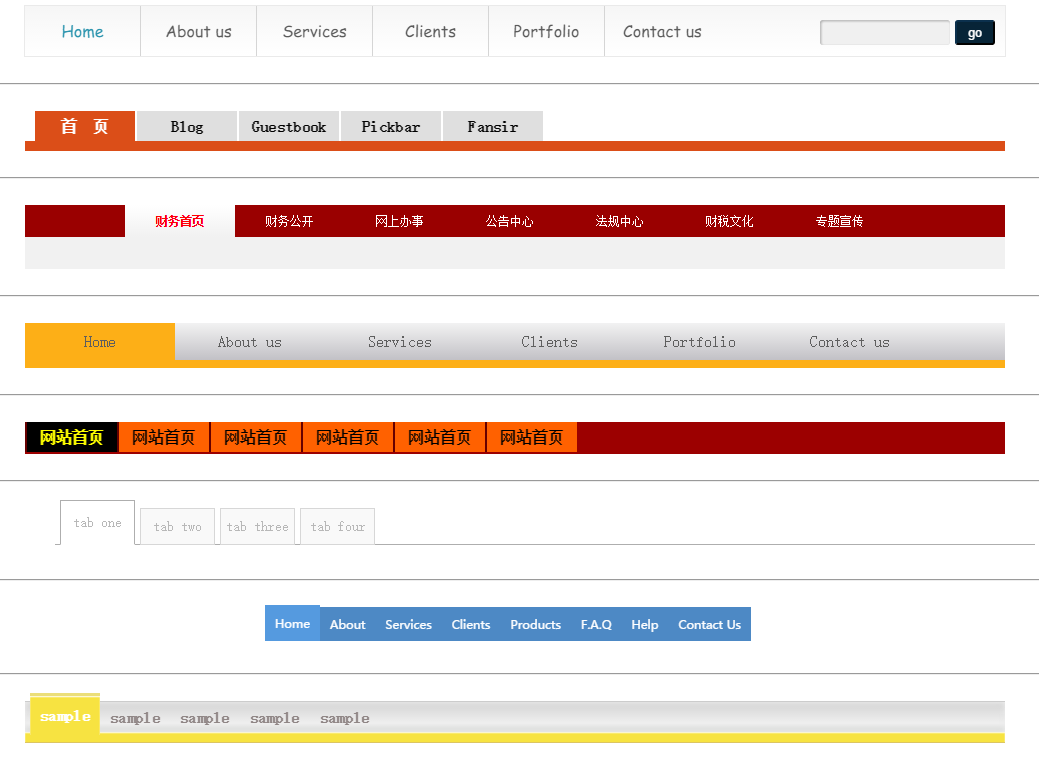 Home About us Services Clients Portfolio Contact us go
首 页 Blog Guestbook Pickbar Fansir
财务首页 财务公开 网上办事 公告中心 法规中心 财税文化 专题宣传
Home About us Services Clients Portfolio Contact us
网站首页 网站首页 网站首页 网站首页 网站首页 网站首页
tab one tab two tab three tab four
Home About Services Clients Products F.A.Q Help Contact Us
sample sample sample sample sample